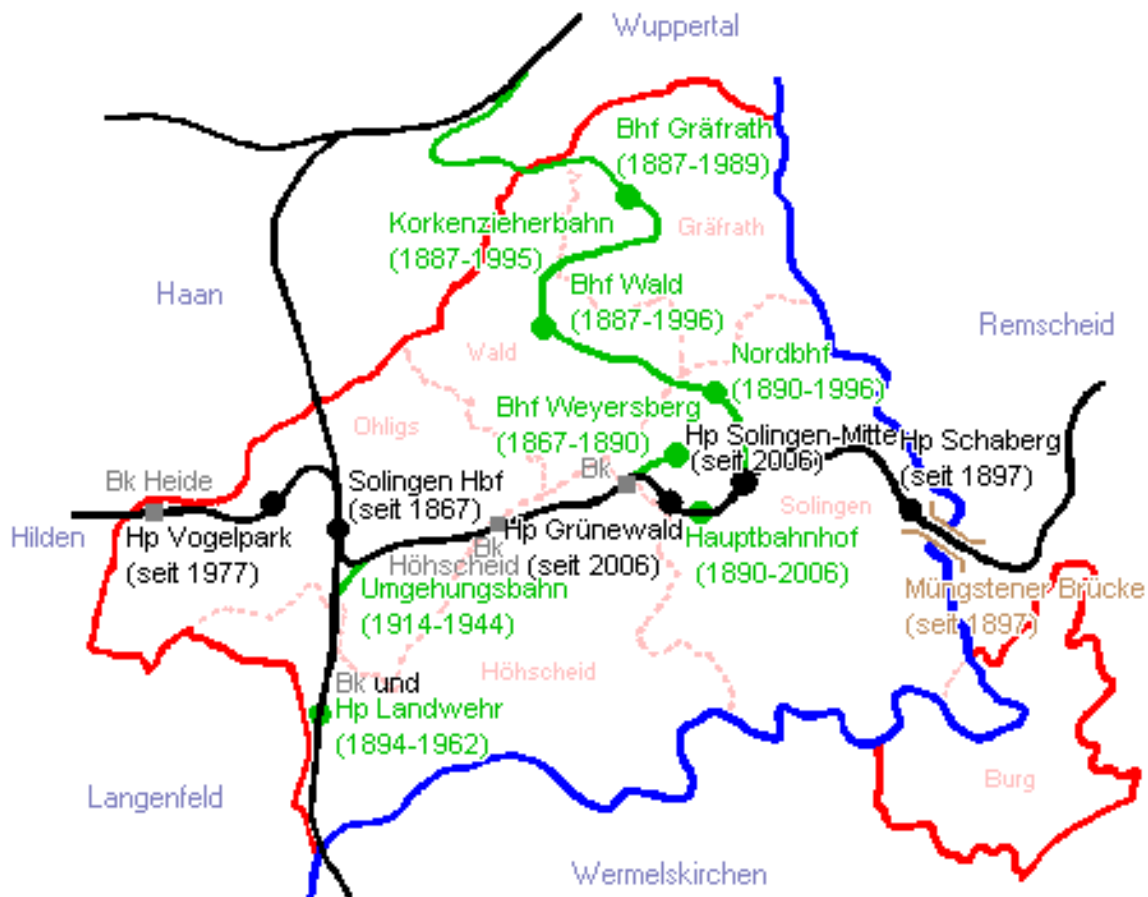 Wuppertal
Bhf Gräfrath
(1887-1989)
Korkenzieherbahn
(1887-1995)
Gräfrath
Haan
Bhf Wald
(1887-1996)
Remscheid
Wald
Nordbhf
(1890-1996)
Ohligs
Bhf Weyersberg
(1867-1890)
Hp Solingen-Mitte
(seit 2006)
Hp Schaberg
(seit 1897)
Bk Heide
Solingen Hbf
(seit 1867)
Bk
Solingen
Hilden
Hp Vogelpark
(seit 1977)
Bk
Höhscheid
Hp Grünewald
(seit 2006)
Hauptbahnhof
(1890-2006)
Umgehungsbahn
(1914-1944)
Müngstener Brücke
(seit 1897)
Höhscheid
Bk und
Hp Landwehr
(1894-1962)
Langenfeld
Burg
Wermelskirchen